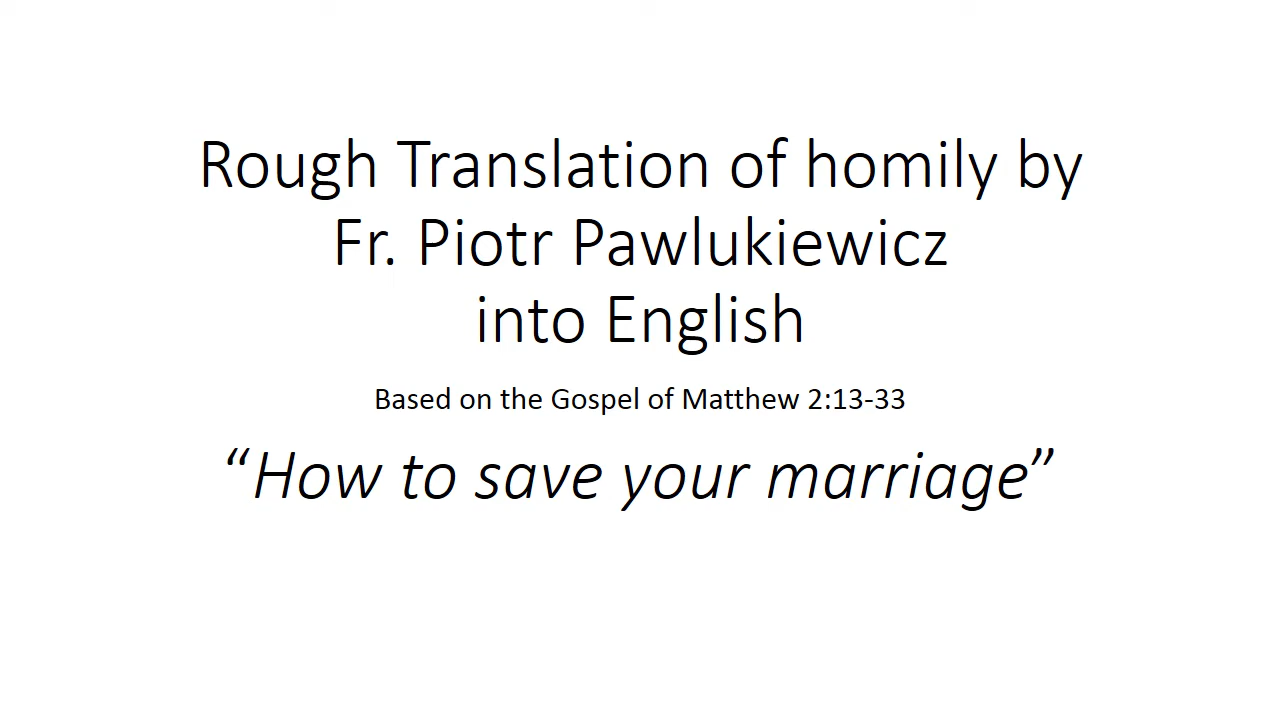 Rough Translation of homily by
Fr. Piotr Pawlukiewicz
into English
Based on the Gospel of Matthew 2:13-33
“How to save your marriage”